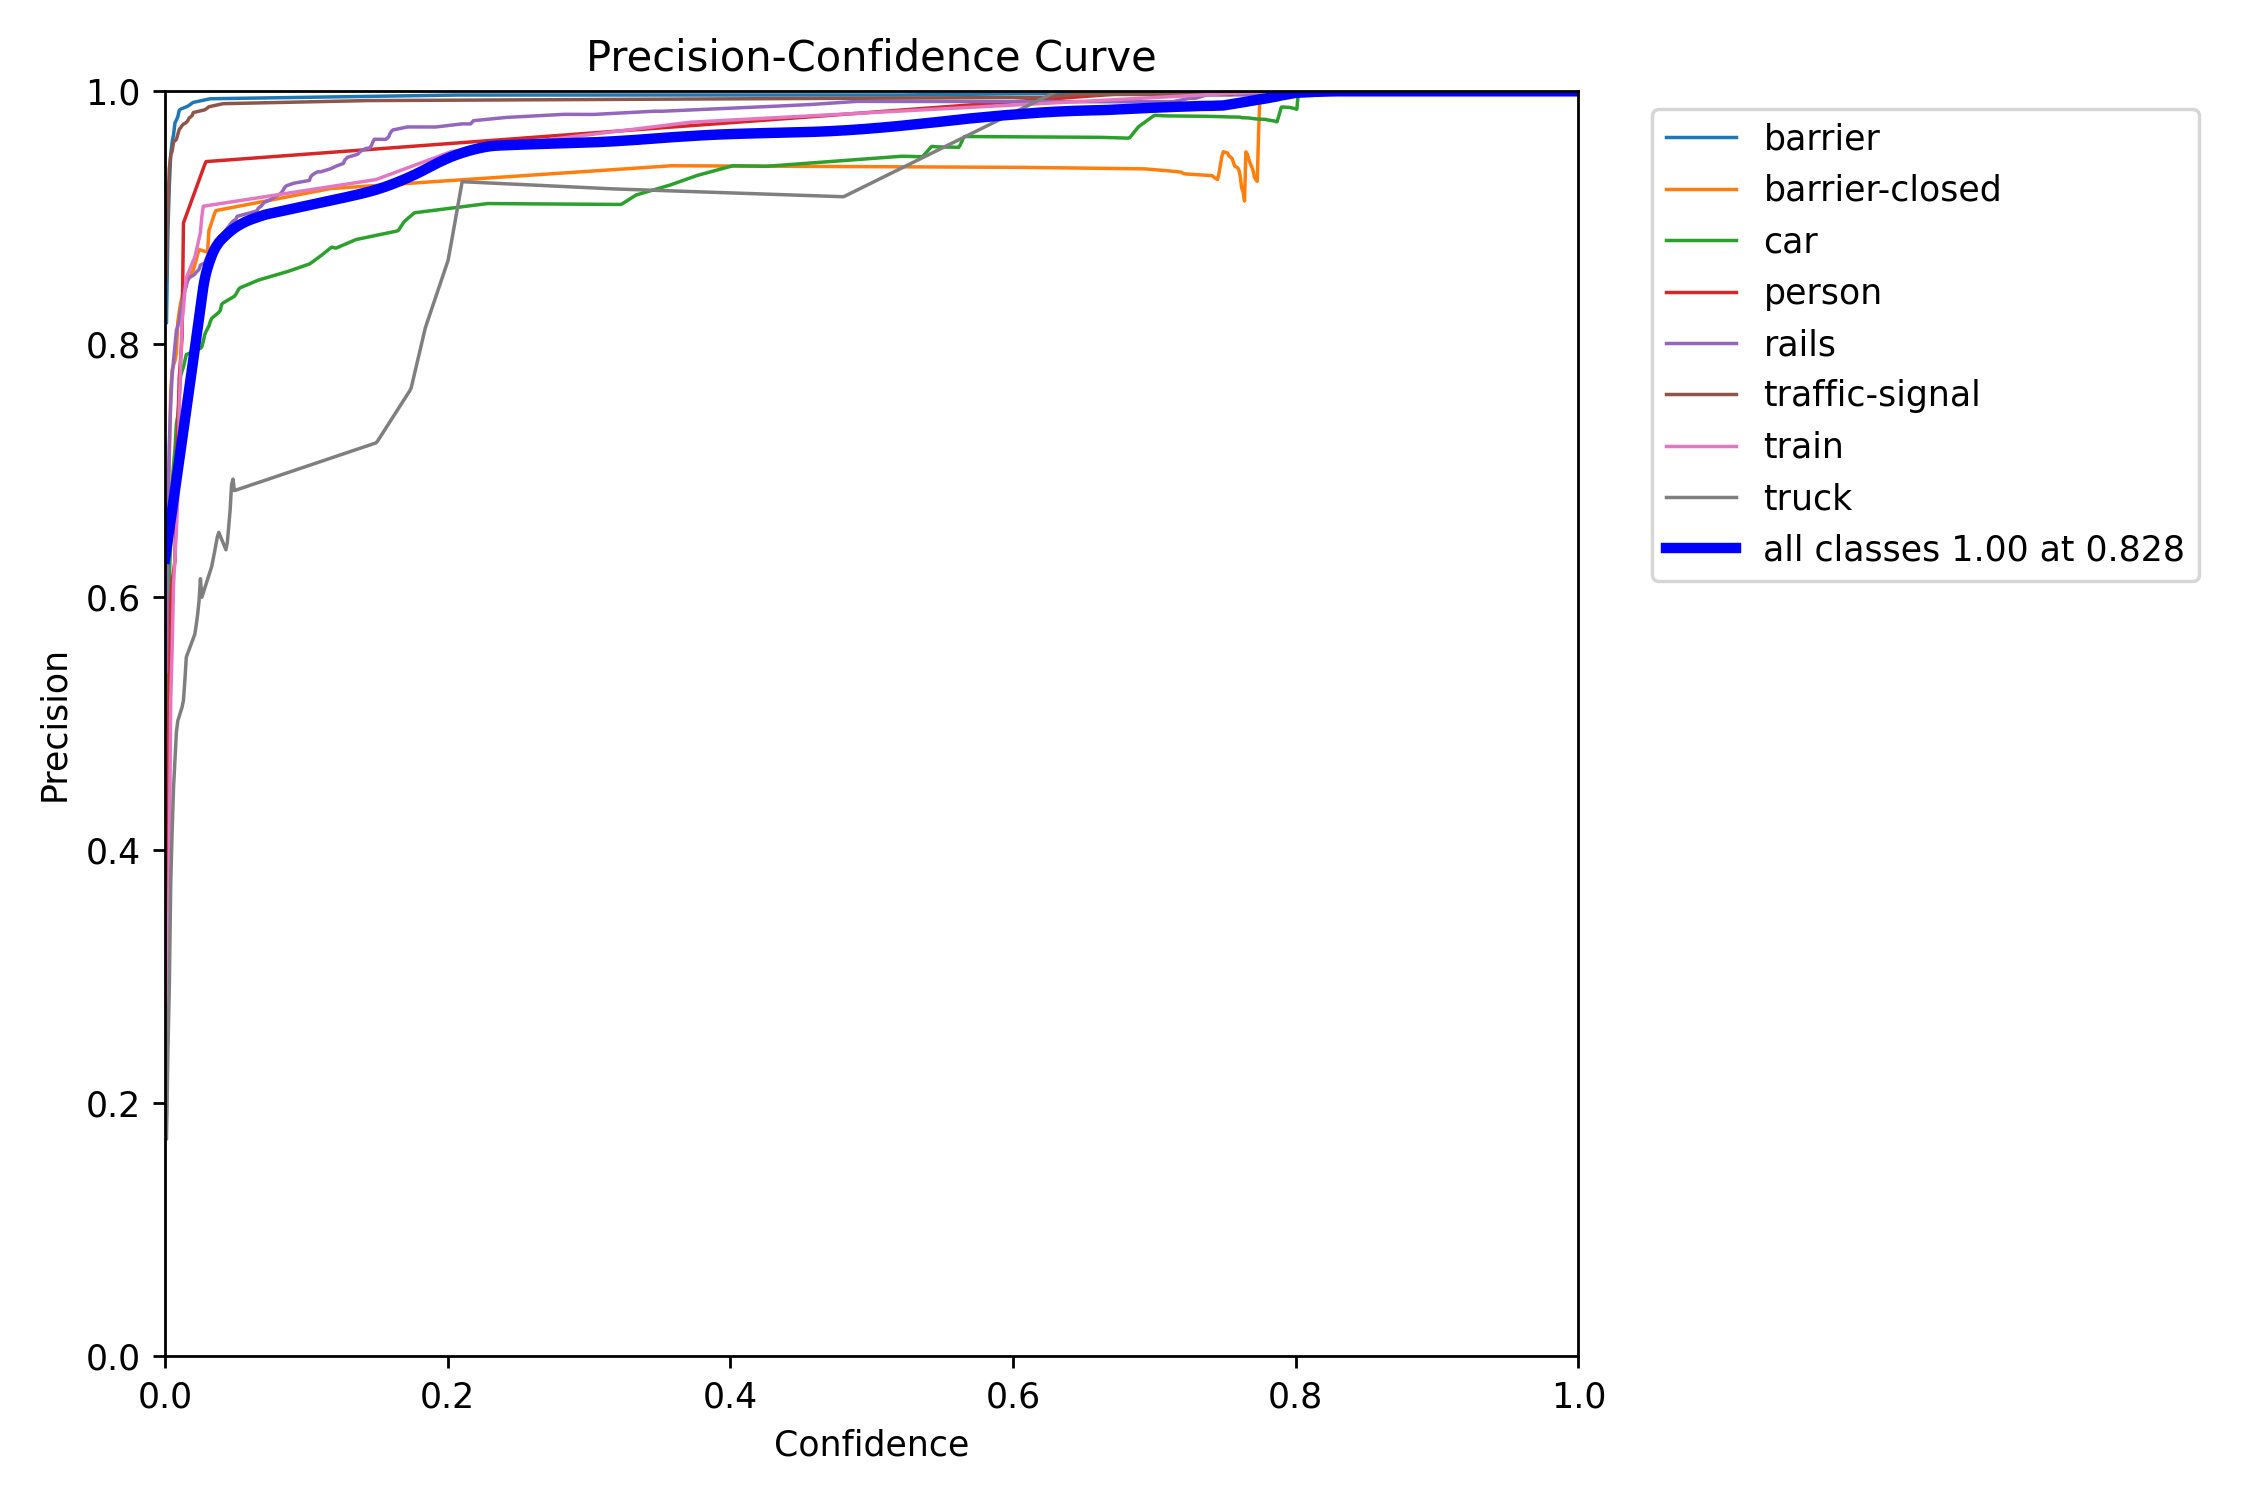 Precision-Confidence Curve
1.0
0.8
0.6
0.4
0.2
0.0
Precision
0.0
0.2
0.4
0.6
0.8
1.0
Confidence
barrier
barrier-closed
car
person
rails
traffic-signal
train
truck
all classes 1.00 at 0.828